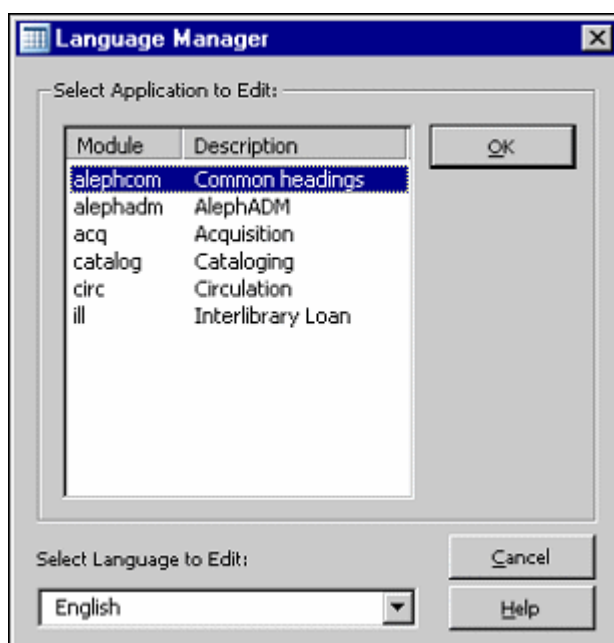 Language Manager
Select Application to Edit:
Module Description
OK
alephcom Common headings
alephadm AlephADM
acq Acquisition
catalog Cataloging
circ Circulation
ill Interlibrary Loan
Select Language to Edit:
Cancel
English
Help